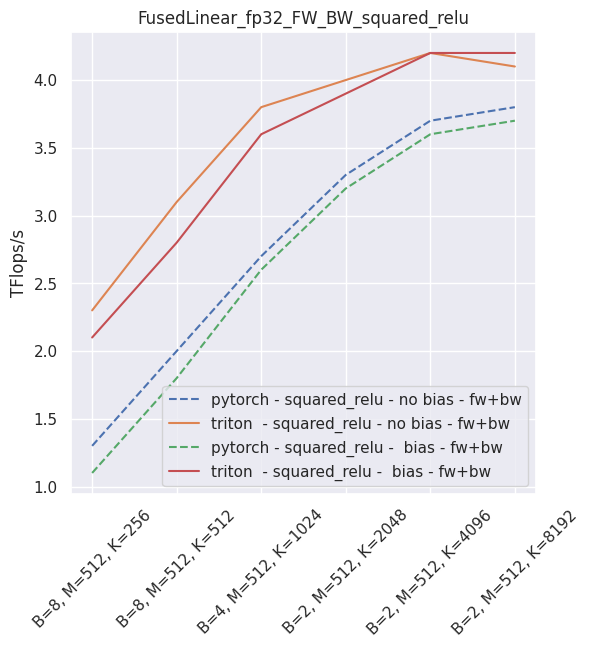 FusedLinear_fp32_FW_BW_squared_relu
TFlops/s
4.0
3.5
3.0
2.5
2.0
1.5
1.0
pytorch - squared_relu - no bias - fw+bw
triton  - squared_relu - no bias - fw+bw
pytorch - squared_relu -  bias - fw+bw
triton  - squared_relu -  bias - fw+bw
B=8, M=512, K=256
B=8, M=512, K=512
B=4, M=512, K=1024
B=2, M=512, K=2048
B=2, M=512, K=4096
B=2, M=512, K=8192